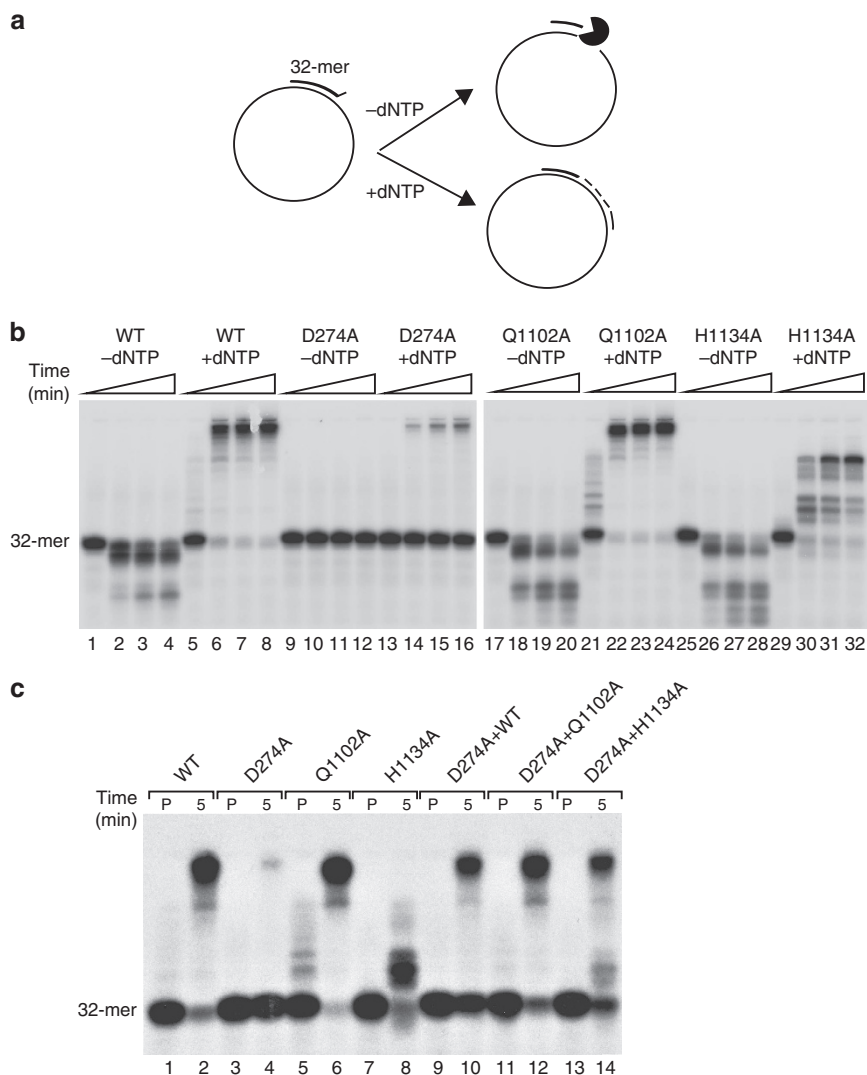 a
32-mer
–dNTP
+dNTP
b
WT –dNTP
WT +dNTP
D274A –dNTP
D274A +dNTP
Q1102A –dNTP
Q1102A +dNTP
H1134A –dNTP
H1134A +dNTP
Time (min)
32-mer
1 2 3 4 5 6 7 8 9 10 11 12 13 14 15 16 17 18 19 20 21 22 23 24 25 26 27 28 29 30 31 32
c
WT
D274A
Q1102A
H1134A
D274A+WT
D274A+Q1102A
D274A+H1134A
Time (min)
P 5 P 5 P 5 P 5 P 5 P 5 P 5
32-mer
1 2 3 4 5 6 7 8 9 10 11 12 13 14